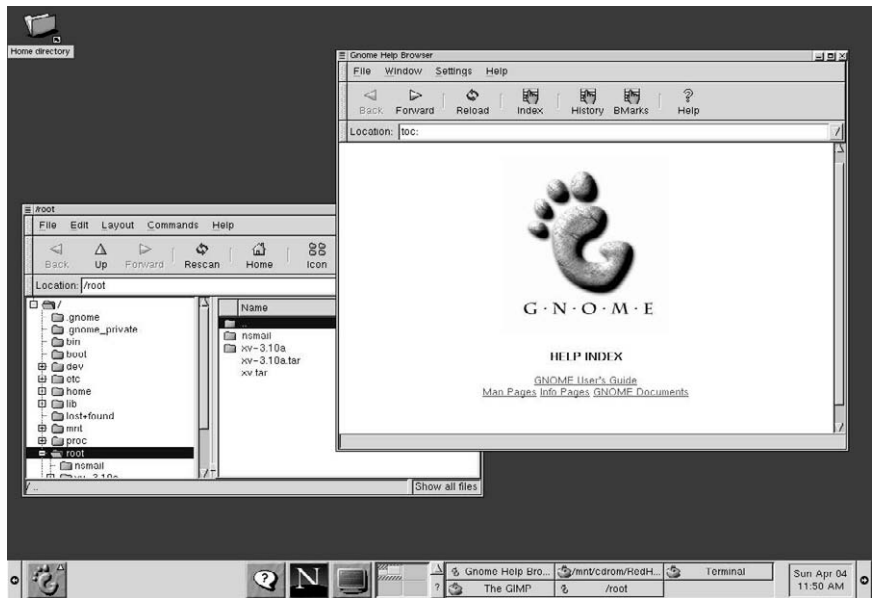 Home directory
Gnome Help Browser
File Window Settings Help
Back Forward Reload Index History BMarks Help
Location: toc:
G·N·O·M·E
HELP INDEX
GNOME User's Guide
Man Pages Info Pages GNOME Documents
/root
File Edit Layout Commands Help
Back Up Forward Rescan Home Icon
Location: /root
/
.gnome
gnome_private
bin
boot
dev
etc
home
lib
lost+found
mnt
proc
root
nsmail
xv-3.10a
Name
..
nsmail
xv-3.10a
xv-3.10a.tar
xv.tar
/ ..
Show all files
N
Gnome Help Bro... /mnt/cdrom/RedH... Terminal
? The GIMP /root
Sun Apr 04
11:50 AM